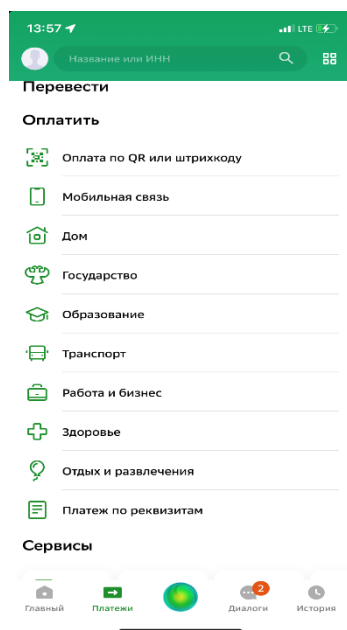 13:57
LTE
Название или ИНН
Перевести
Оплатить
Оплата по QR или штрихкоду
Мобильная связь
Дом
Государство
Образование
Транспорт
Работа и бизнес
Здоровье
Отдых и развлечения
Платеж по реквизитам
Сервисы
2
Главный Платежи Диалоги История